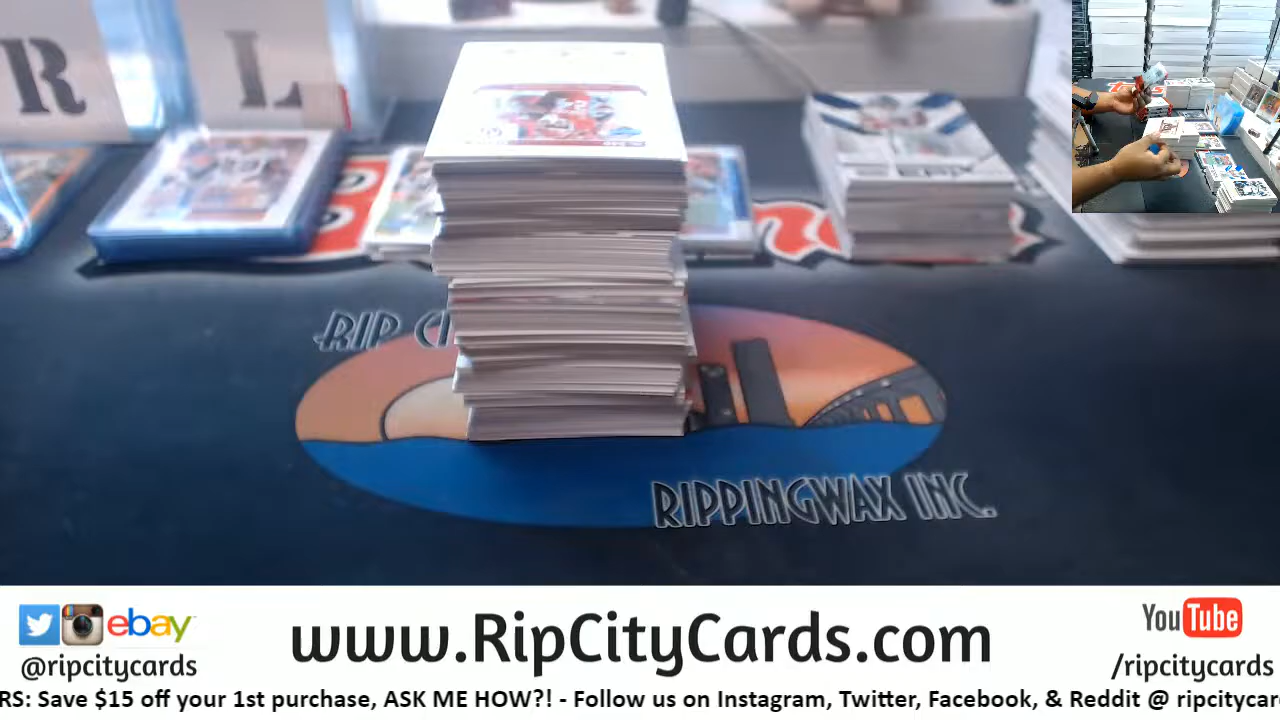 R L
RIP CI
RIPPINGWAX INC.
ebay
@ripcitycards
www.RipCityCards.com
YouTube
/ripcitycards
RS: Save $15 off your 1st purchase, ASK ME HOW?! - Follow us on Instagram, Twitter, Facebook, & Reddit @ ripcitycar